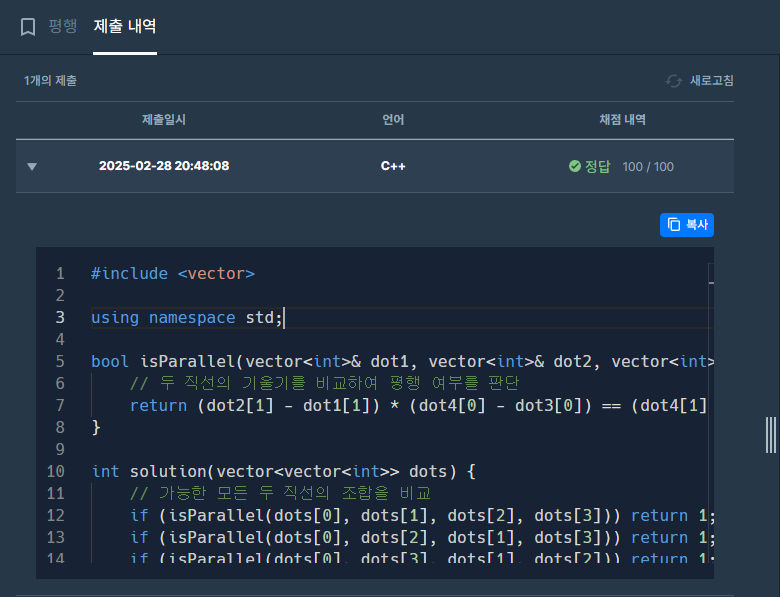 평행 제출 내역
1개의 제출 새로고침
제출일시 언어 채점 내역
2025-02-28 20:48:08 C++ 정답 100 / 100
복사
1 #include <vector>
2
3 using namespace std;
4
5 bool isParallel(vector<int>& dot1, vector<int>& dot2, vector<int>
6 // 두 직선의 기울기를 비교하여 평행 여부를 판단
7 return (dot2[1] - dot1[1]) * (dot4[0] - dot3[0]) == (dot4[1]
8 }
9
10 int solution(vector<vector<int>> dots) {
11 // 가능한 모든 두 직선의 조합을 비교
12 if (isParallel(dots[0], dots[1], dots[2], dots[3])) return 1;
13 if (isParallel(dots[0], dots[2], dots[1], dots[3])) return 1;
14 if (isParallel(dots[0], dots[3], dots[1], dots[2])) return 1;